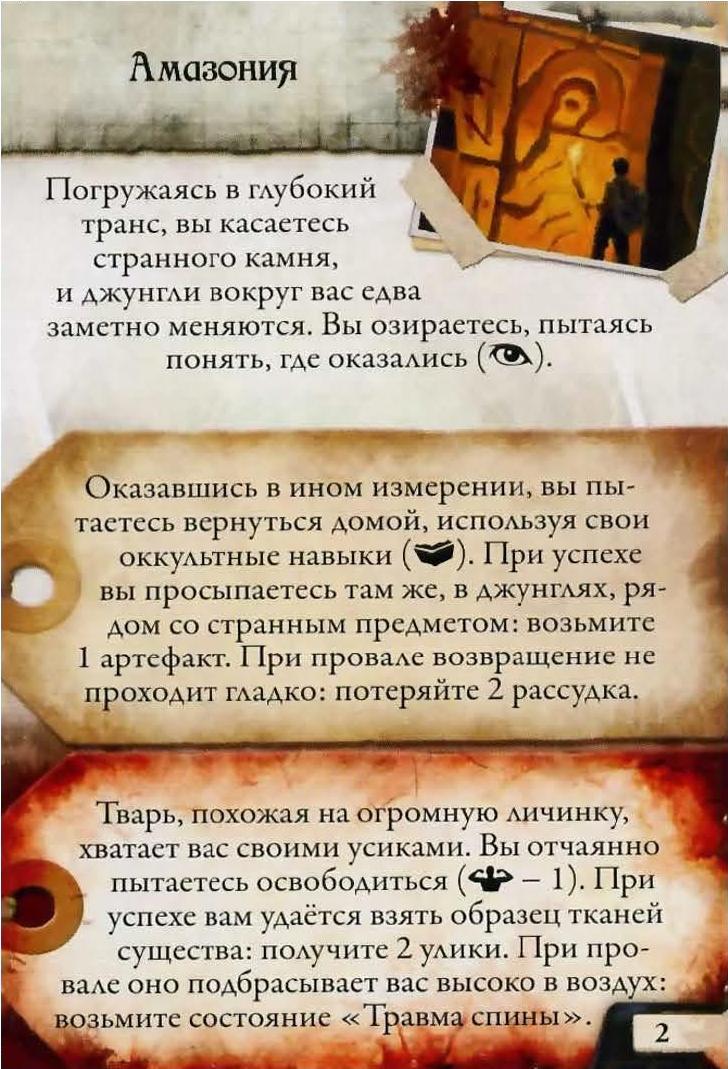 Амазония
Погружаясь в глубокий
транс, вы касаетесь
странного камня,
и джунгли вокруг вас едва
заметно меняются. Вы озираетесь, пытаясь
понять, где оказались ( ).
Оказавшись в ином измерении, вы пы-
таетесь вернуться домой, используя свои
оккультные навыки ( ). При успехе
вы просыпаетесь там же, в джунглях, ря-
дом со странным предметом: возьмите
1 артефакт. При провале возвращение не
проходит гладко: потеряйте 2 рассудка.
Тварь, похожая на огромную личинку,
хватает вас своими усиками. Вы отчаянно
пытаетесь освободиться ( – 1). При
успехе вам удаётся взять образец тканей
существа: получите 2 улики. При про-
вале оно подбрасывает вас высоко в воздух:
возьмите состояние «Травма спины».
2